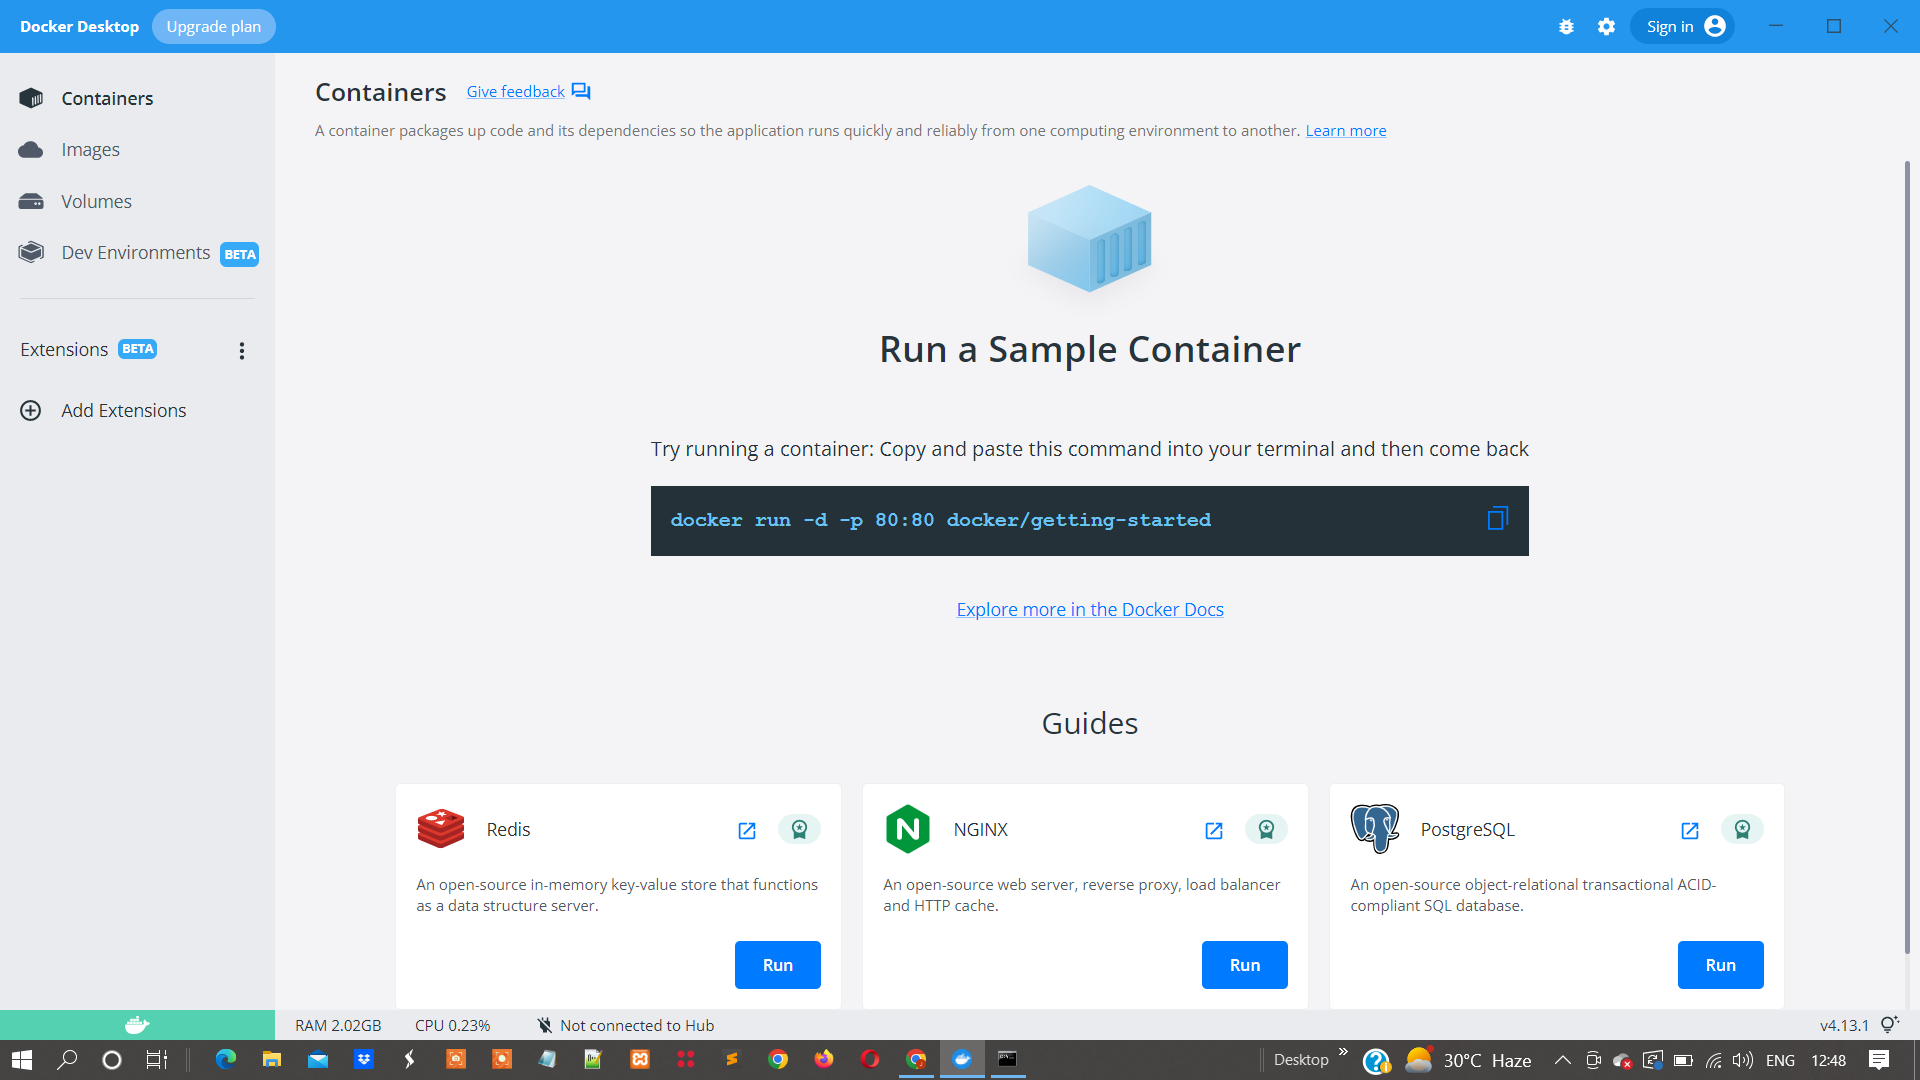 Docker Desktop
Upgrade plan
Sign in
Containers
Images
Volumes
Dev Environments BETA
Extensions BETA
Add Extensions
Containers
Give feedback
A container packages up code and its dependencies so the application runs quickly and reliably from one computing environment to another. Learn more
Run a Sample Container
Try running a container: Copy and paste this command into your terminal and then come back
docker run -d -p 80:80 docker/getting-started
Explore more in the Docker Docs
Guides
Redis
An open-source in-memory key-value store that functions
as a data structure server.
Run
NGINX
An open-source web server, reverse proxy, load balancer
and HTTP cache.
Run
PostgreSQL
An open-source object-relational transactional ACID-
compliant SQL database.
Run
RAM 2.02GB
CPU 0.23%
Not connected to Hub
v4.13.1
Desktop
30°C Haze
ENG
12:48